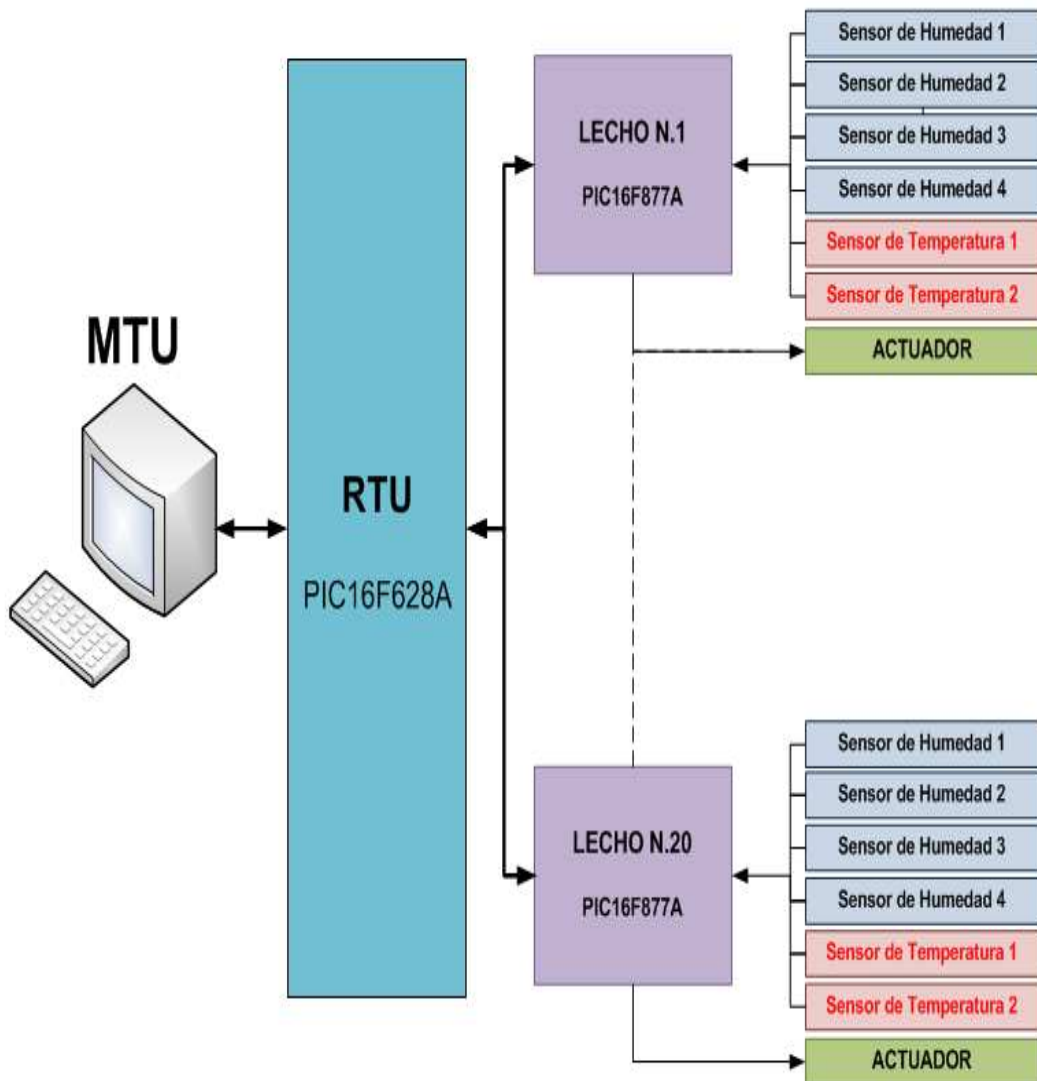 MTU
RTU
PIC16F628A
LECHO N.1
PIC16F877A
Sensor de Humedad 1
Sensor de Humedad 2
Sensor de Humedad 3
Sensor de Humedad 4
Sensor de Temperatura 1
Sensor de Temperatura 2
ACTUADOR
LECHO N.20
PIC16F877A
Sensor de Humedad 1
Sensor de Humedad 2
Sensor de Humedad 3
Sensor de Humedad 4
Sensor de Temperatura 1
Sensor de Temperatura 2
ACTUADOR